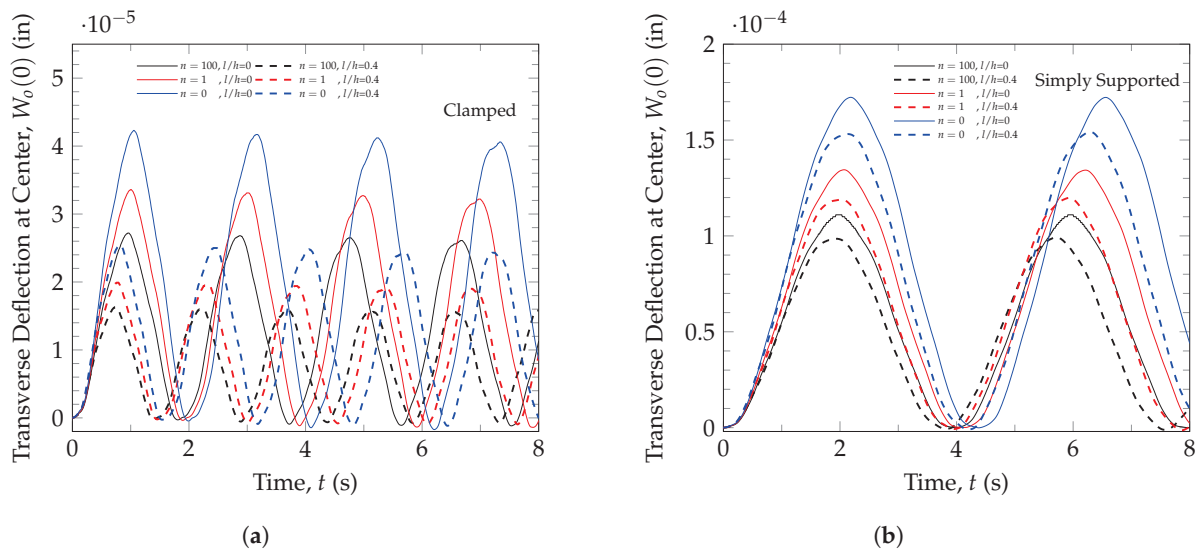 ·10−5
Transverse Deflection at Center, Wo(0) (in)
5
4
3
2
1
0
n = 100, l/h=0
n = 1 , l/h=0
n = 0 , l/h=0
n = 100, l/h=0.4
n = 1 , l/h=0.4
n = 0 , l/h=0.4
Clamped
0 2 4 6 8
Time, t (s)
(a)
·10−4
Transverse Deflection at Center, Wo(0) (in)
2
1.5
1
0.5
0
n = 100, l/h=0
n = 100, l/h=0.4
n = 1 , l/h=0
n = 1 , l/h=0.4
n = 0 , l/h=0
n = 0 , l/h=0.4
Simply Supported
0 2 4 6 8
Time, t (s)
(b)